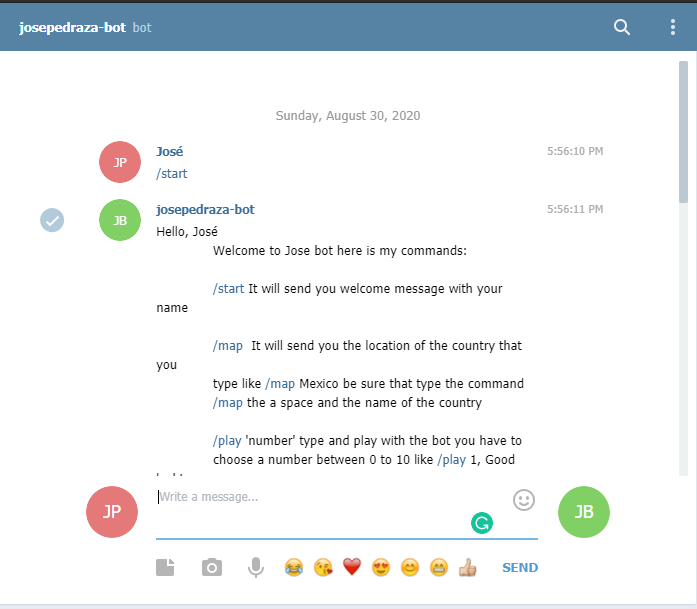 josepedraza-bot bot
Sunday, August 30, 2020
JP
José 5:56:10 PM
/start
JB
josepedraza-bot 5:56:11 PM
Hello, José
Welcome to Jose bot here is my commands:
/start It will send you welcome message with your
name
/map It will send you the location of the country that
you
type like /map Mexico be sure that type the command
/map the a space and the name of the country
/play 'number' type and play with the bot you have to
choose a number between 0 to 10 like /play 1, Good
JP
Write a message...
JB
SEND